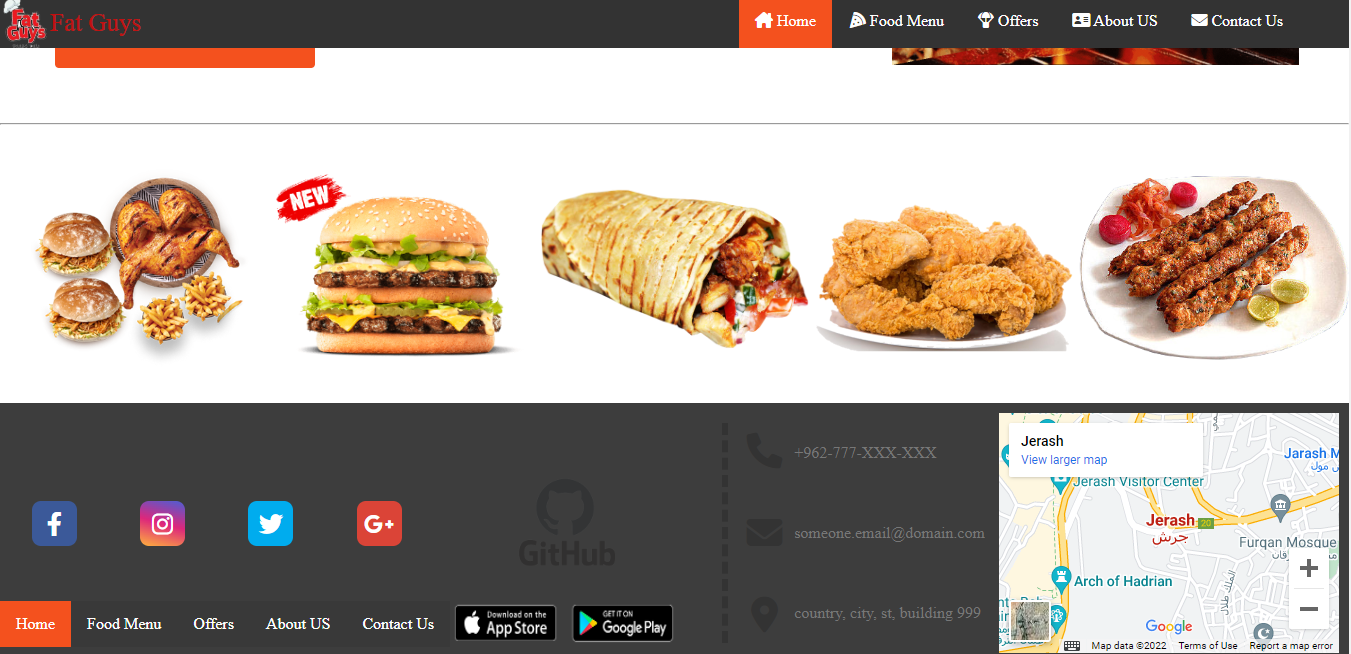 Fat Guys
Fat Guys
Home
Food Menu
Offers
About US
Contact Us
NEW
+962-777-XXX-XXX
someone.email@domain.com
country, city, st, building 999
GitHub
G+
Home
Food Menu
Offers
About US
Contact Us
Download on the
App Store
GET IT ON
Google Play
Jerash
View larger map
Jerash Visitor Center
Jerash
20
جرش
Furqan Mosque
Arch of Hadrian
Google
Map data ©2022
Terms of Use
Report a map error